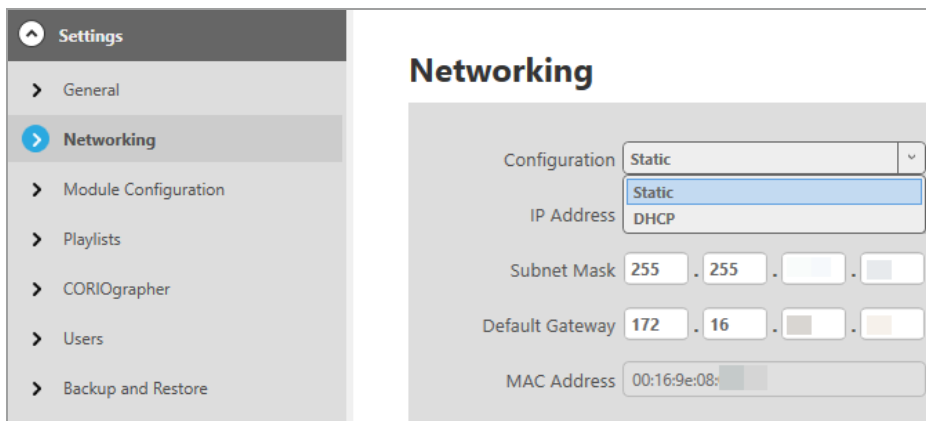 Settings
General
Networking
Module Configuration
Playlists
CORIOgrapher
Users
Backup and Restore
Networking
Configuration Static
Static
DHCP
IP Address
Subnet Mask 255 . 255 . .
Default Gateway 172 . 16 . .
MAC Address 00:16:9e:08: